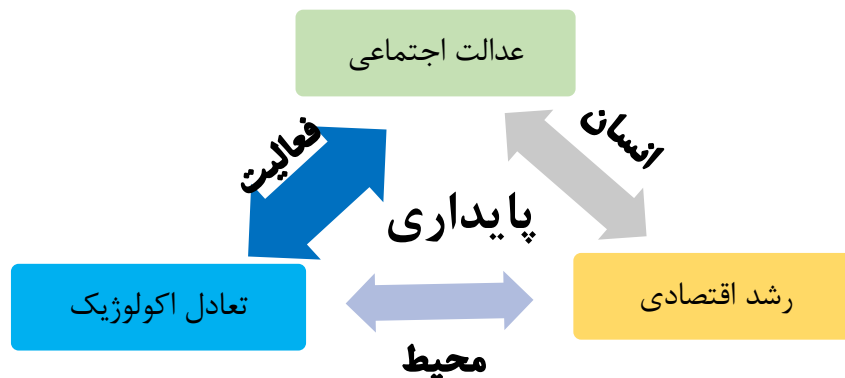 عدالت اجتماعی
انسان
فعالیت
پایداری
رشد اقتصادی
تعادل اکولوژیک
محیط